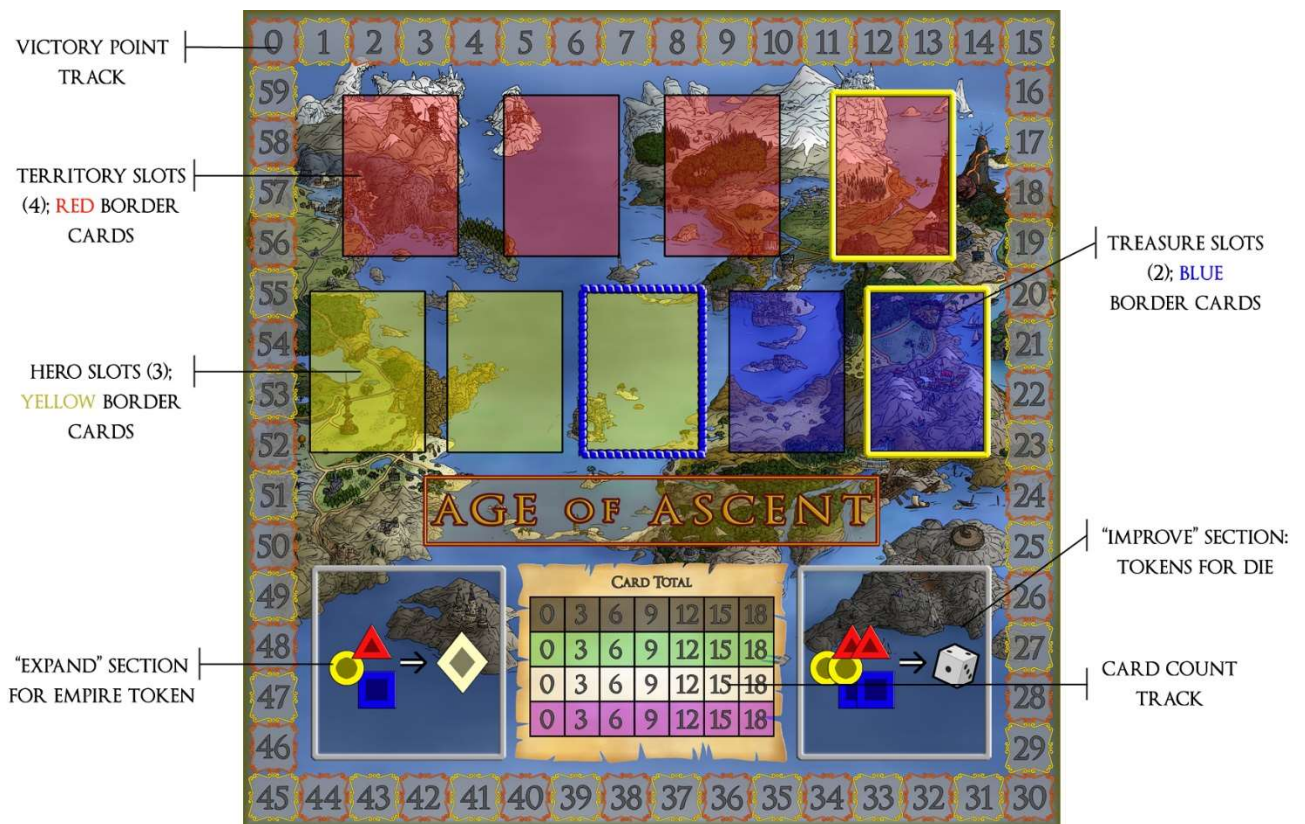 0 1 2 3 4 5 6 7 8 9 10 11 12 13 14 15
VICTORY POINT
TRACK
59
16
58
17
TERRITORY SLOTS
(4); RED BORDER
CARDS
57
18
56
19
TREASURE SLOTS
(2); BLUE
BORDER CARDS
55
20
54
21
HERO SLOTS (3);
YELLOW BORDER
CARDS
53
22
52
23
51
24
AGE OF ASCENT
50
25
"IMPROVE" SECTION:
TOKENS FOR DIE
49
26
CARD TOTAL
0 3 6 9 12 15 18
0 3 6 9 12 15 18
0 3 6 9 12 15 18
0 3 6 9 12 15 18
48
27
"EXPAND" SECTION
FOR EMPIRE TOKEN
CARD COUNT
TRACK
47
28
46
29
45 44 43 42 41 40 39 38 37 36 35 34 33 32 31 30